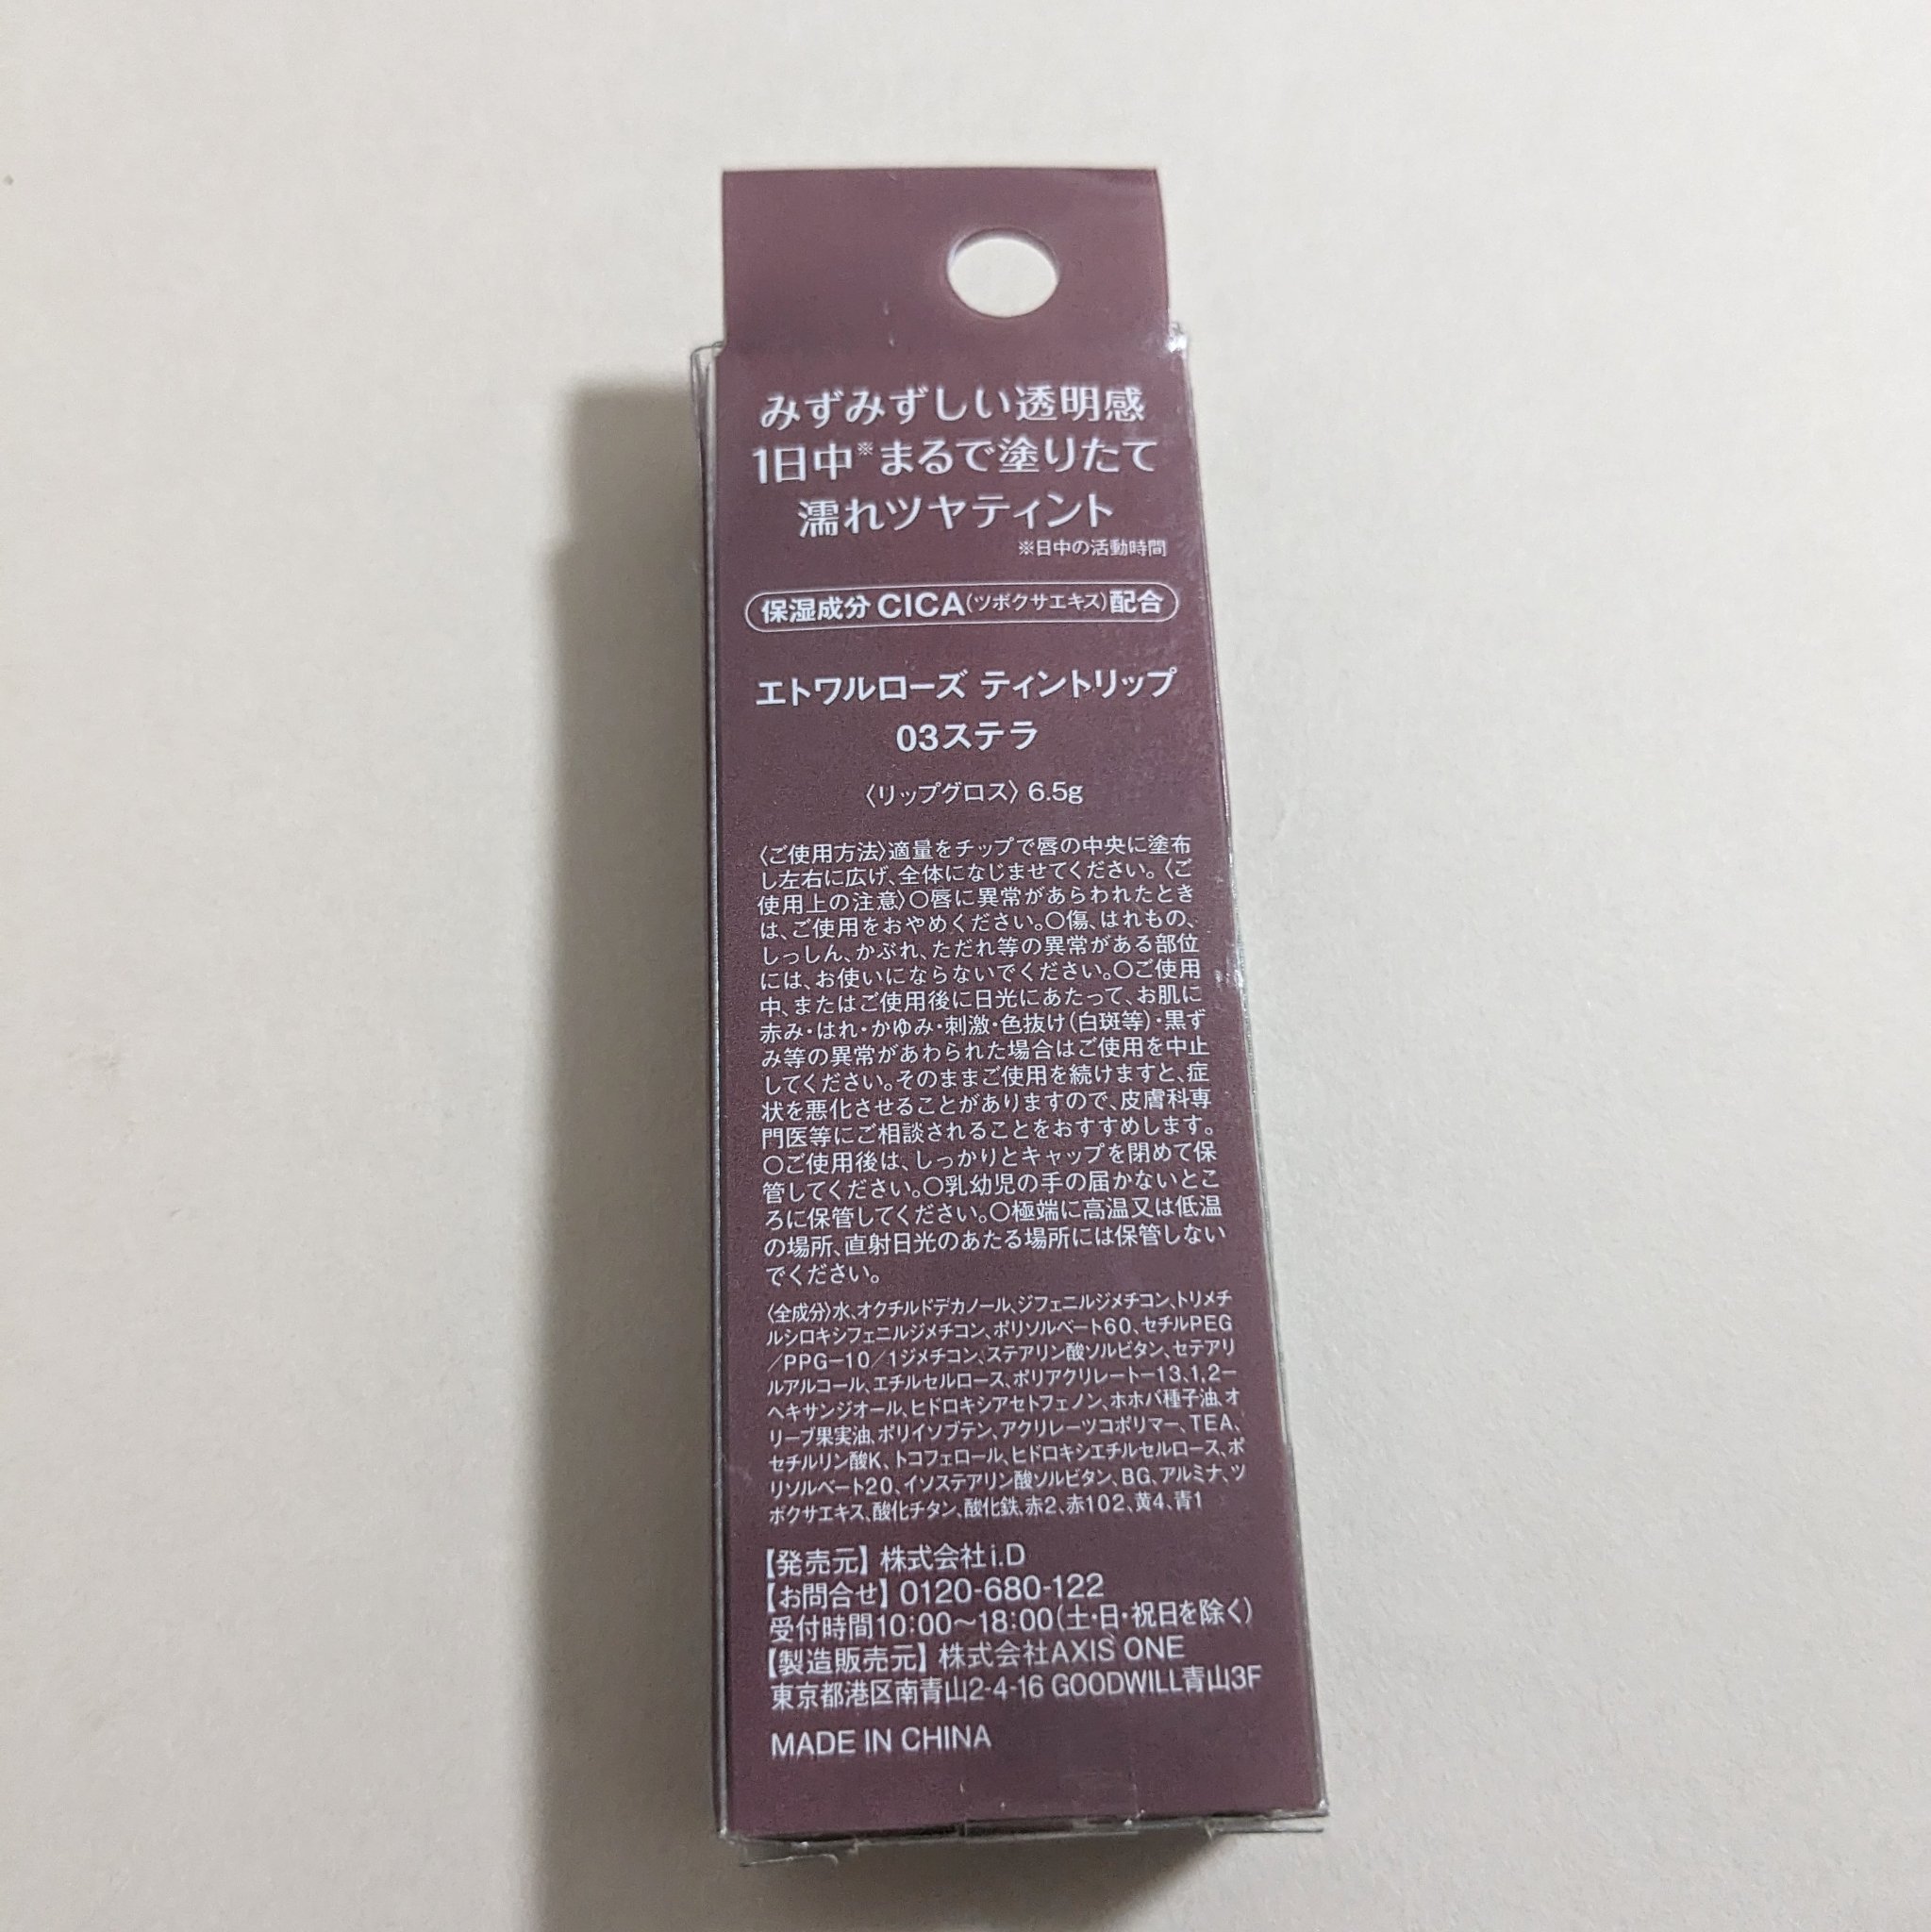 みずみずしい透明感
1日中※まるで塗りたて
濡れツヤティント
※日中の活動時間
保湿成分CICA(ツボクサエキス)配合
エトワルローズ ティントリップ
03ステラ
〈リップグロス〉6.5g
〈ご使用方法〉適量をチップで唇の中央に塗布
し左右に広げ、全体になじませてください。〈ご
使用上の注意〉○唇に異常があらわれたとき
は、ご使用をおやめください。○傷、はれもの、
しっしん、かぶれ、ただれ等の異常がある部位
には、お使いにならないでください。○ご使用
中、またはご使用後に日光にあたって、お肌に
赤み・はれ・かゆみ・刺激・色抜け(白斑等)・黒ず
み等の異常があわられた場合はご使用を中止
してください。そのままご使用を続けますと、症
状を悪化させることがありますので、皮膚科専
門医等にご相談されることをおすすめします。
○ご使用後は、しっかりとキャップを閉めて保
管してください。○乳幼児の手の届かないとこ
ろに保管してください。○極端に高温又は低温
の場所、直射日光のあたる場所には保管しない
でください。
〈全成分〉水、オクチルドデカノール、ジフェニルジメチコン、トリメチ
ルシロキシフェニルジメチコン、ポリソルベート60、セチルPEG
/PPG-10/1ジメチコン、ステアリン酸ソルビタン、セテアリ
ルアルコール、エチルセルロース、ポリアクリレート-13、1,2-
ヘキサンジオール、ヒドロキシアセトフェノン、ホホバ種子油、オ
リーブ果実油、ポリイソブテン、アクリレーツコポリマー、TEA、
セチルリン酸K、トコフェロール、ヒドロキシエチルセルロース、ポ
リソルベート20、イソステアリン酸ソルビタン、BG、アルミナ、ツ
ボクサエキス、酸化チタン、酸化鉄、赤2、赤102、黄4、青1
【発売元】株式会社i.D
【お問合せ】0120-680-122
受付時間10:00〜18:00(土・日・祝日を除く)
【製造販売元】株式会社AXIS ONE
東京都港区南青山2-4-16 GOODWILL青山3F
MADE IN CHINA